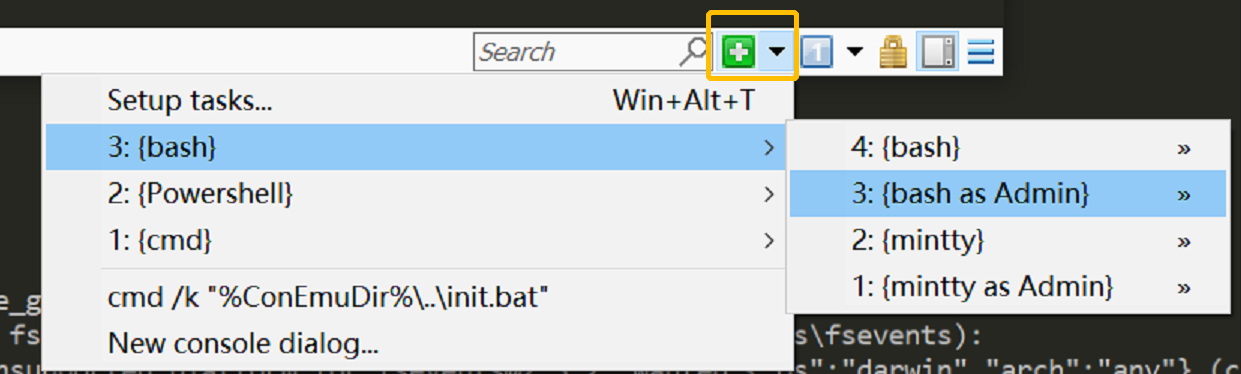 Search
1
Setup tasks... Win+Alt+T
3: {bash}
2: {Powershell}
1: {cmd}
cmd /k "%ConEmuDir%\..\init.bat"
New console dialog...
4: {bash} »
3: {bash as Admin} »
2: {mintty} »
1: {mintty as Admin} »
e_g
fs s\fsevents):
"darwin","arch":"any"} (c